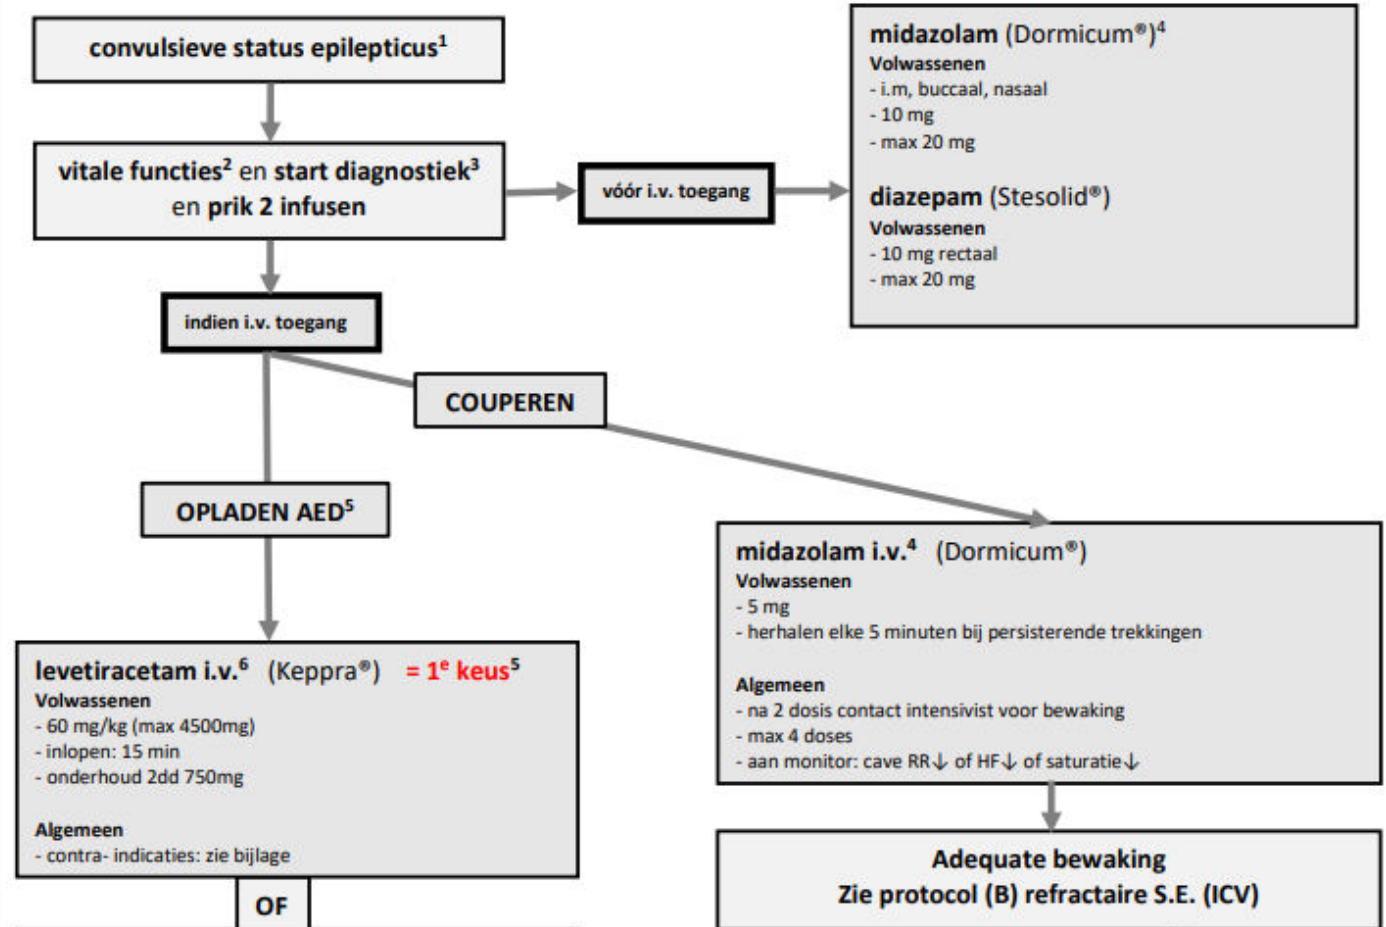 convulsieve status epilepticus¹
vitale functies² en start diagnostiek³
en prik 2 infusen
vóór i.v. toegang
midazolam (Dormicum®)⁴
Volwassenen
- i.m, buccaal, nasaal
- 10 mg
- max 20 mg
diazepam (Stesolid®)
Volwassenen
- 10 mg rectaal
- max 20 mg
indien i.v. toegang
COUPEREN
OPLADEN AED⁵
midazolam i.v.⁴ (Dormicum®)
Volwassenen
- 5 mg
- herhalen elke 5 minuten bij persisterende trekkingen
Algemeen
- na 2 dosis contact intensivist voor bewaking
- max 4 doses
- aan monitor: cave RR↓ of HF↓ of saturatie↓
levetiracetam i.v.⁶ (Keppra®) = 1ᵉ keus⁵
Volwassenen
- 60 mg/kg (max 4500mg)
- inlopen: 15 min
- onderhoud 2dd 750mg
Algemeen
- contra- indicaties: zie bijlage
OF
Adequate bewaking
Zie protocol (B) refractaire S.E. (ICV)